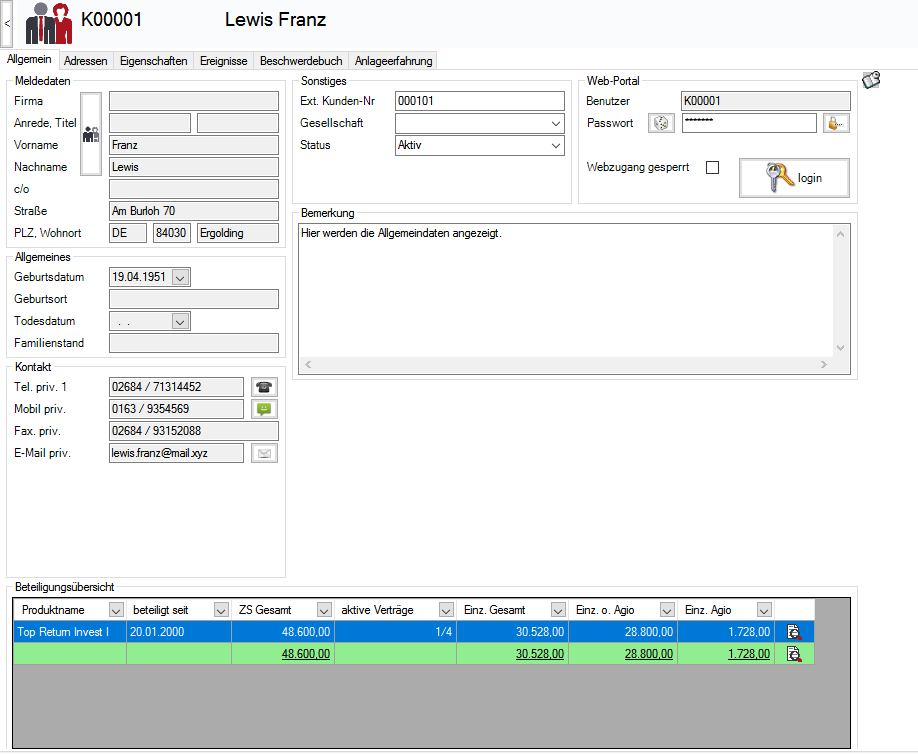 <
K00001 Lewis Franz
Allgemein Adressen Eigenschaften Ereignisse Beschwerdebuch Anlageerfahrung
Meldedaten
Firma
Anrede, Titel
Vorname Franz
Nachname Lewis
c/o
Straße Am Burloh 70
PLZ, Wohnort DE 84030 Ergolding
Allgemeines
Geburtsdatum 19.04.1951
Geburtsort
Todesdatum . .
Familienstand
Kontakt
Tel. priv. 1 02684 / 71314452
Mobil priv. 0163 / 9354569
Fax. priv. 02684 / 93152088
E-Mail priv. lewis.franz@mail.xyz
Sonstiges
Ext. Kunden-Nr 000101
Gesellschaft
Status Aktiv
Web-Portal
Benutzer K00001
Passwort *******
Webzugang gesperrt login
Bemerkung
Hier werden die Allgemeindaten angezeigt.
Beteiligungsübersicht
Produktname beteiligt seit ZS Gesamt aktive Verträge Einz. Gesamt Einz. o. Agio Einz. Agio
Top Return Invest I 20.01.2000 48.600,00 1/4 30.528,00 28.800,00 1.728,00
48.600,00 30.528,00 28.800,00 1.728,00